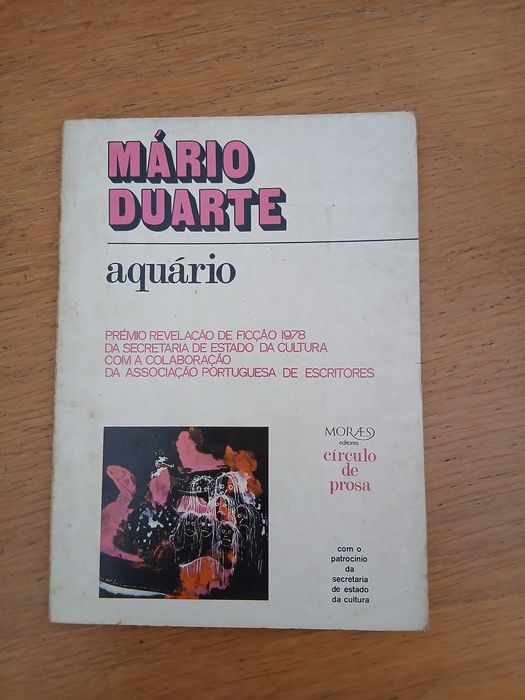 MÁRIO
DUARTE
aquário
PRÉMIO REVELAÇÃO DE FICÇÃO 1978
DA SECRETARIA DE ESTADO DA CULTURA
COM A COLABORAÇÃO
DA ASSOCIAÇÃO PORTUGUESA DE ESCRITORES
MORÆS
editores
círculo
de
prosa
com o
patrocínio
da
secretaria
de estado
da cultura